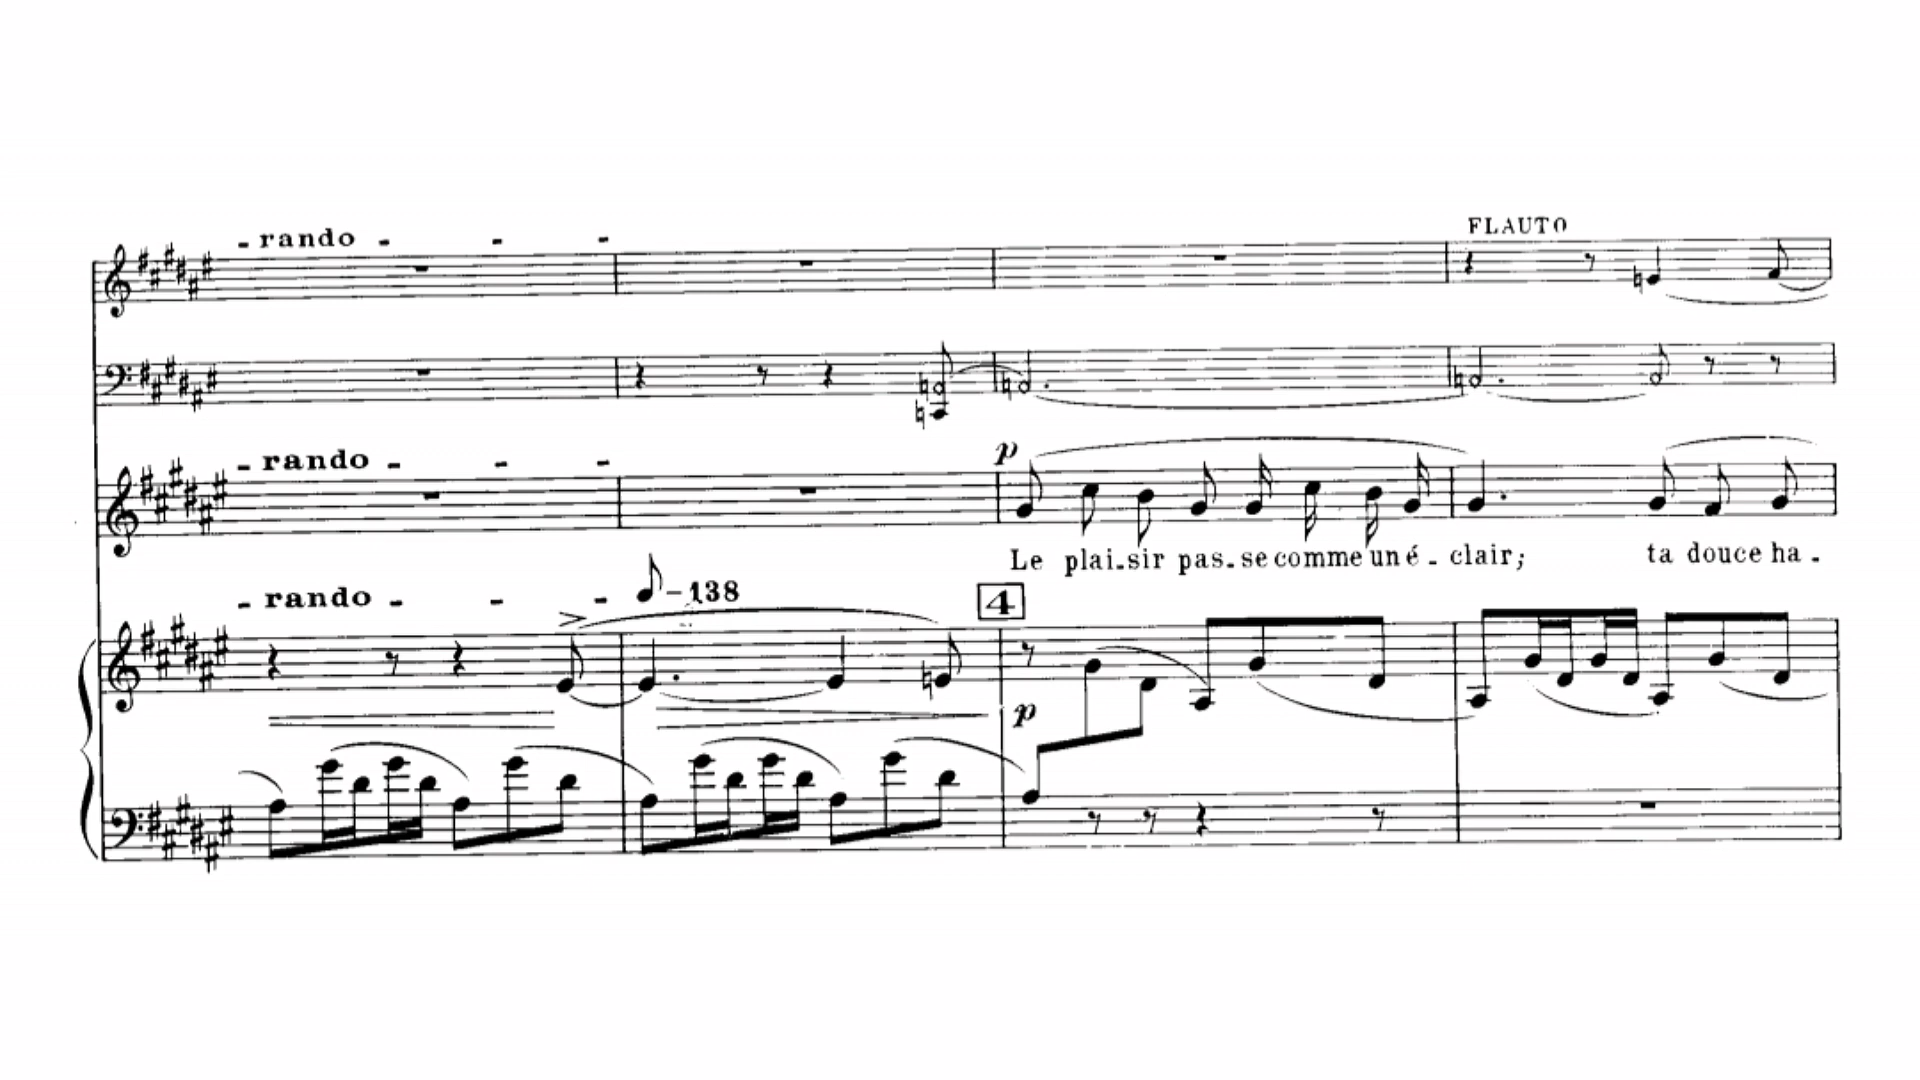 FLAUTO
- rando - - -
- rando - - -
p
Le plai-sir pas-se comme un é-clair; ta douce ha-
- rando - - - ♪ - 138
4
p